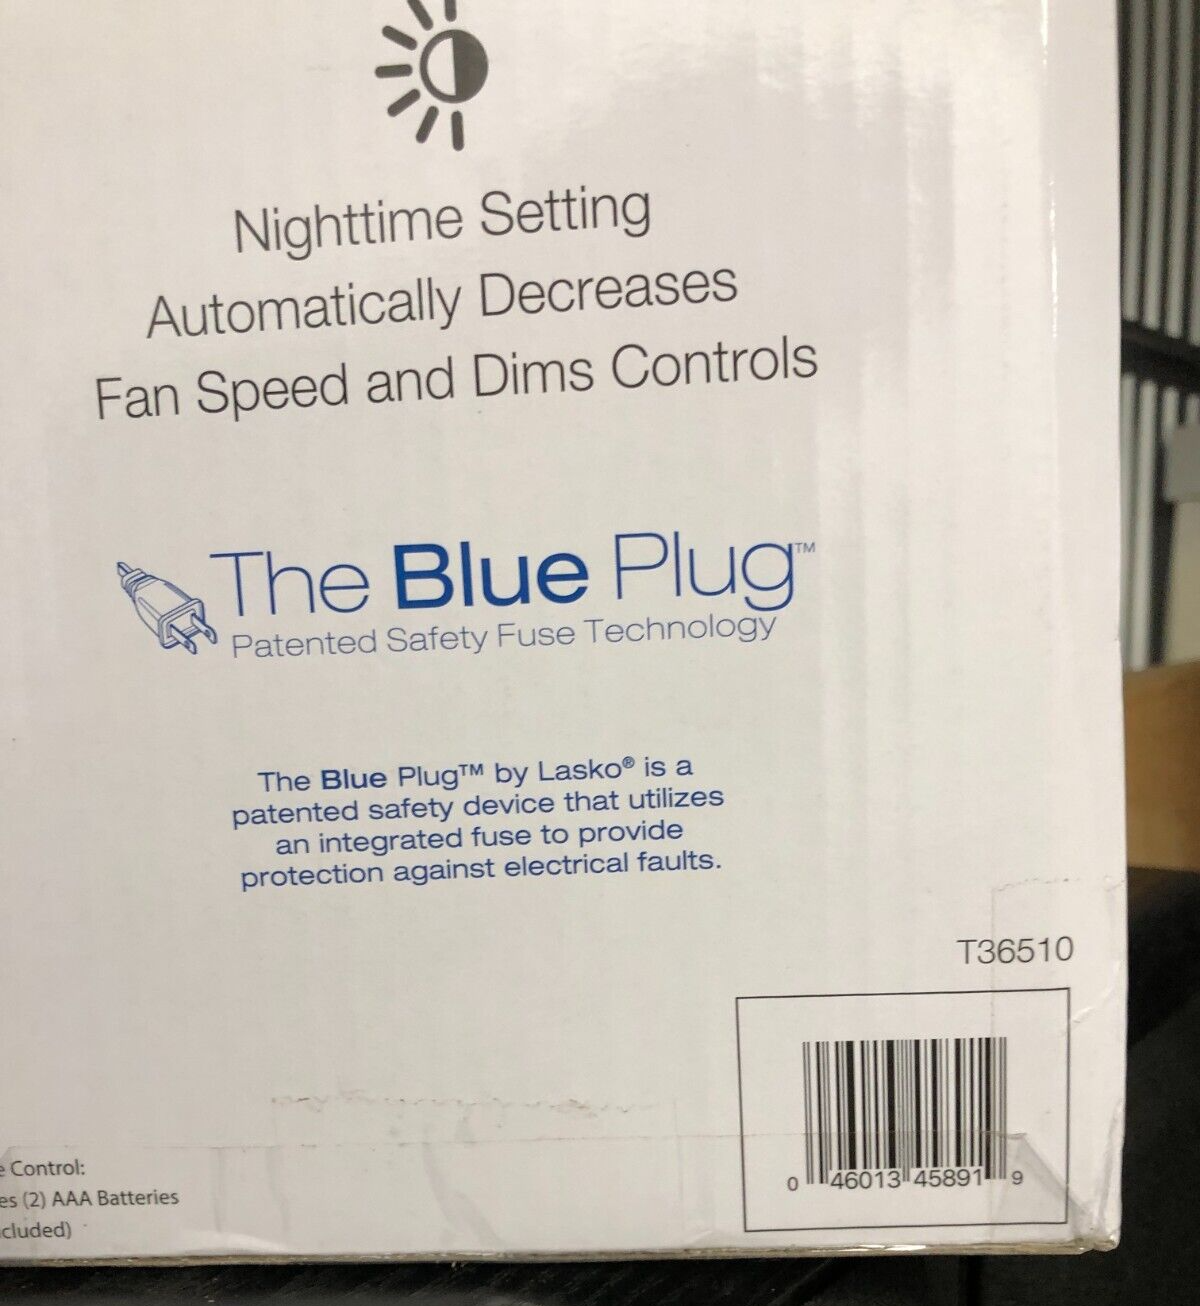 Nighttime Setting
Automatically Decreases
Fan Speed and Dims Controls
The Blue Plug™
Patented Safety Fuse Technology
The Blue Plug™ by Lasko® is a
patented safety device that utilizes
an integrated fuse to provide
protection against electrical faults.
T36510
0 46013 45891 9
Control:
(2) AAA Batteries